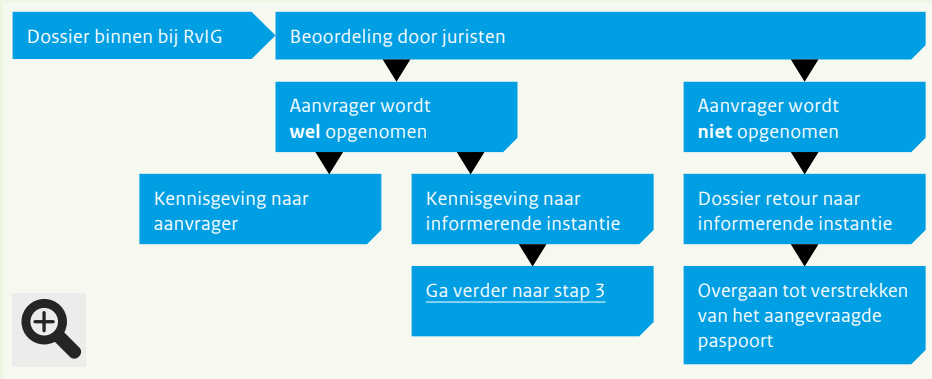 Dossier binnen bij RvIG
Beoordeling door juristen
Aanvrager wordt
wel opgenomen
Aanvrager wordt
niet opgenomen
Kennisgeving naar
aanvrager
Kennisgeving naar
informerende instantie
Dossier retour naar
informerende instantie
Ga verder naar stap 3
Overgaan tot verstrekken
van het aangevraagde
paspoort